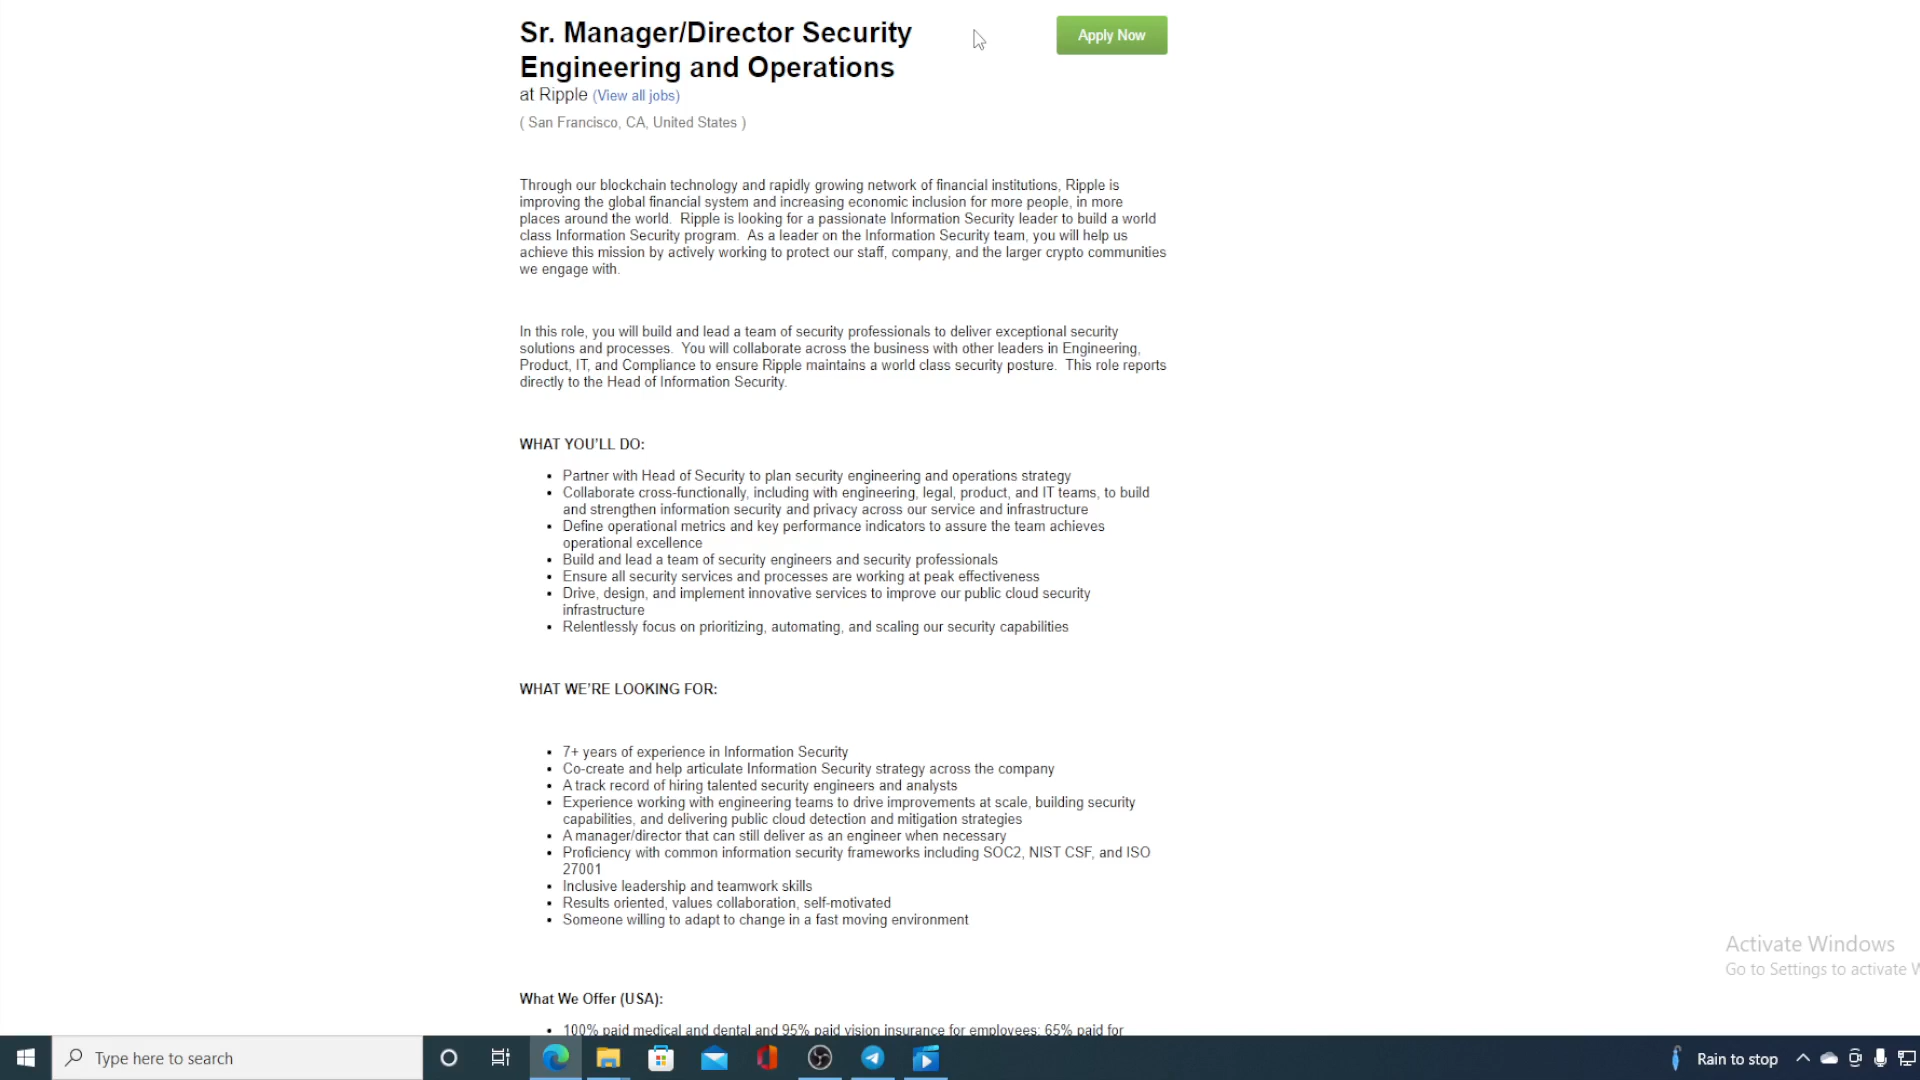 Sr. Manager/Director Security
Engineering and Operations
Apply Now
at Ripple (View all jobs)
( San Francisco, CA, United States )
Through our blockchain technology and rapidly growing network of financial institutions, Ripple is
improving the global financial system and increasing economic inclusion for more people, in more
places around the world.  Ripple is looking for a passionate Information Security leader to build a world
class Information Security program.  As a leader on the Information Security team, you will help us
achieve this mission by actively working to protect our staff, company, and the larger crypto communities
we engage with.
In this role, you will build and lead a team of security professionals to deliver exceptional security
solutions and processes.  You will collaborate across the business with other leaders in Engineering,
Product, IT, and Compliance to ensure Ripple maintains a world class security posture.  This role reports
directly to the Head of Information Security.
WHAT YOU'LL DO:
• Partner with Head of Security to plan security engineering and operations strategy
• Collaborate cross-functionally, including with engineering, legal, product, and IT teams, to build
and strengthen information security and privacy across our service and infrastructure
• Define operational metrics and key performance indicators to assure the team achieves
operational excellence
• Build and lead a team of security engineers and security professionals
• Ensure all security services and processes are working at peak effectiveness
• Drive, design, and implement innovative services to improve our public cloud security
infrastructure
• Relentlessly focus on prioritizing, automating, and scaling our security capabilities
WHAT WE'RE LOOKING FOR:
• 7+ years of experience in Information Security
• Co-create and help articulate Information Security strategy across the company
• A track record of hiring talented security engineers and analysts
• Experience working with engineering teams to drive improvements at scale, building security
capabilities, and delivering public cloud detection and mitigation strategies
• A manager/director that can still deliver as an engineer when necessary
• Proficiency with common information security frameworks including SOC2, NIST CSF, and ISO
27001
• Inclusive leadership and teamwork skills
• Results oriented, values collaboration, self-motivated
• Someone willing to adapt to change in a fast moving environment
What We Offer (USA):
• 100% paid medical and dental and 95% paid vision insurance for employees; 65% paid for
Activate Windows
Go to Settings to activate W
Type here to search
Rain to stop